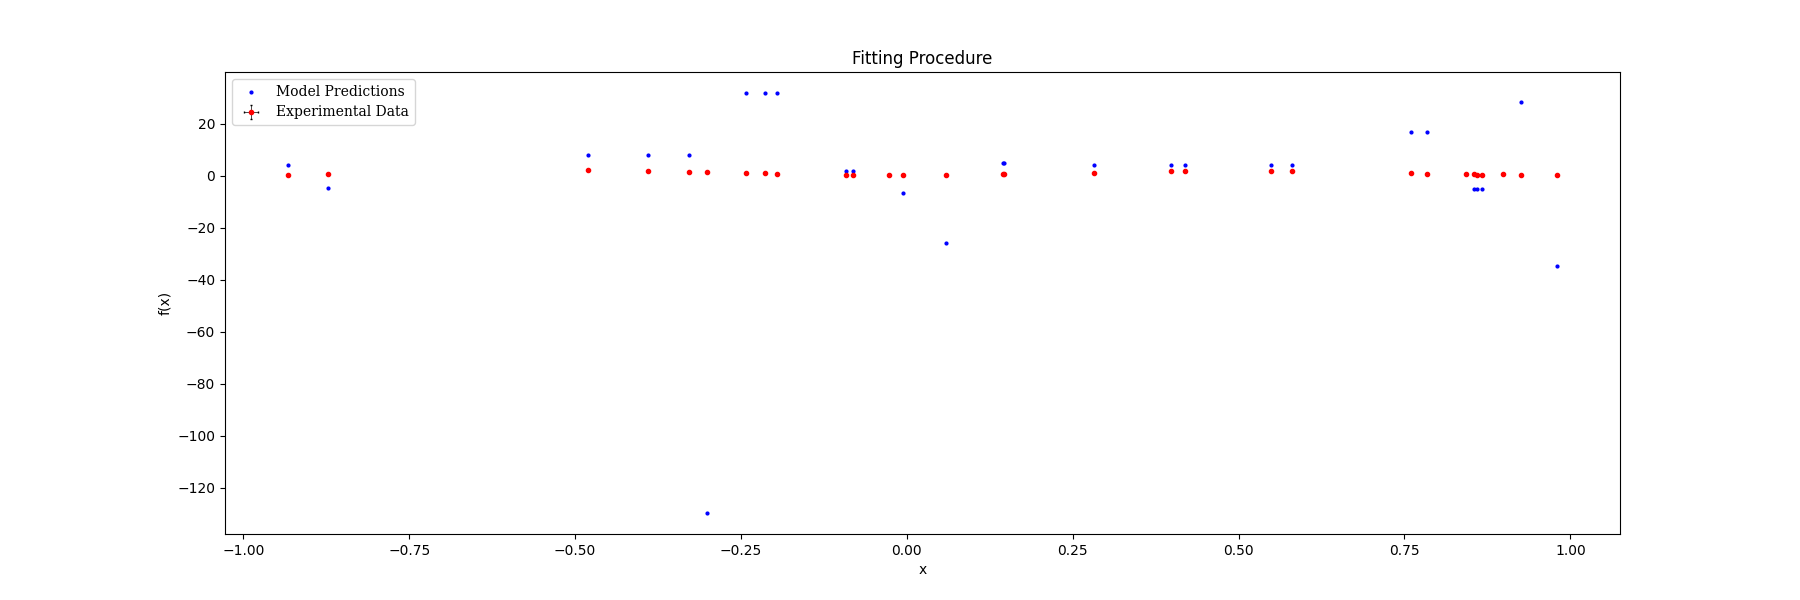 Fitting Procedure
Model Predictions
Experimental Data
20
0
−20
−40
−60
−80
−100
−120
f(x)
−1.00 −0.75 −0.50 −0.25 0.00 0.25 0.50 0.75 1.00
x